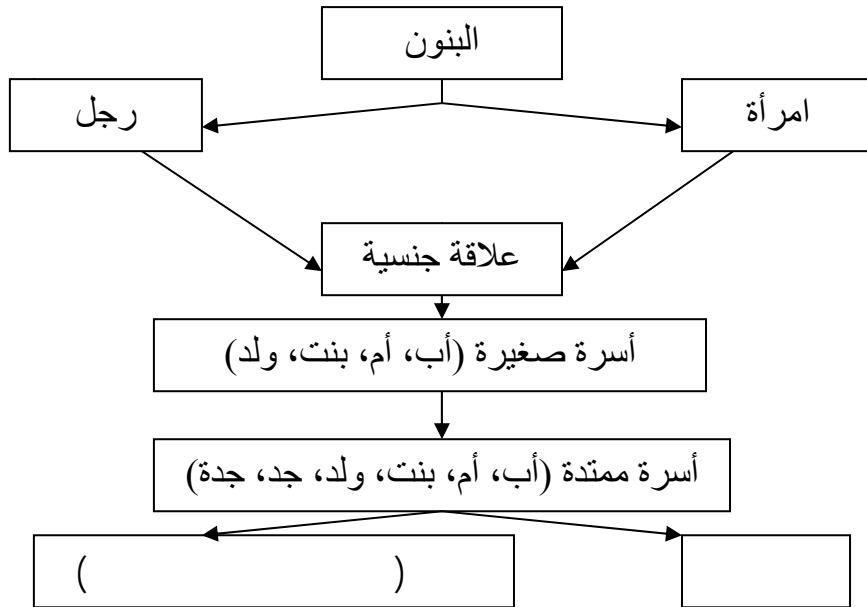 البنون
امرأة
رجل
علاقة جنسية
أسرة صغيرة (أب، أم، بنت، ولد)
أسرة ممتدة (أب، أم، بنت، ولد، جد، جدة)
( )